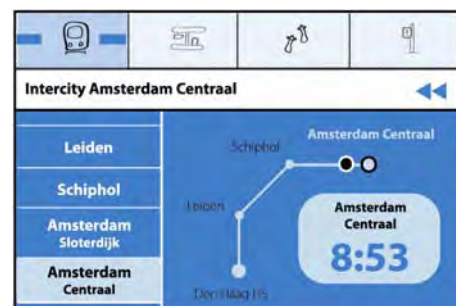 Intercity Amsterdam Centraal
Leiden
Schiphol
Amsterdam
Sloterdijk
Amsterdam
Centraal
Amsterdam Centraal
Schiphol
Leiden
Den Haag HS
Amsterdam
Centraal
8:53